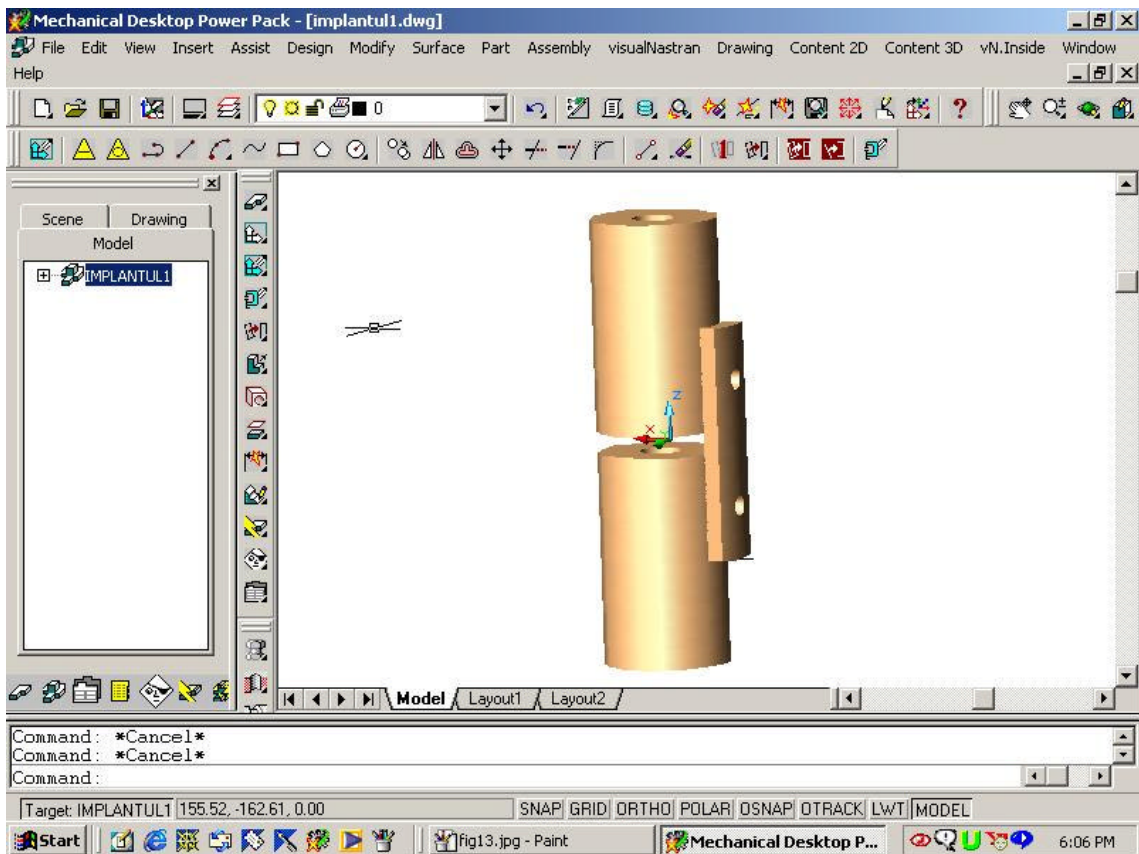 Mechanical Desktop Power Pack - [implantul1.dwg]
File Edit View Insert Assist Design Modify Surface Part Assembly visualNastran Drawing Content 2D Content 3D vN.Inside Window
Help
0
Scene Drawing
Model
IMPLANTUL1
Z
X
Y
Model Layout1 Layout2
Command: *Cancel*
Command: *Cancel*
Command:
Target: IMPLANTUL1 155.52, -162.61, 0.00 SNAP GRID ORTHO POLAR OSNAP OTRACK LWT MODEL
Start fig13.jpg - Paint Mechanical Desktop P... 6:06 PM